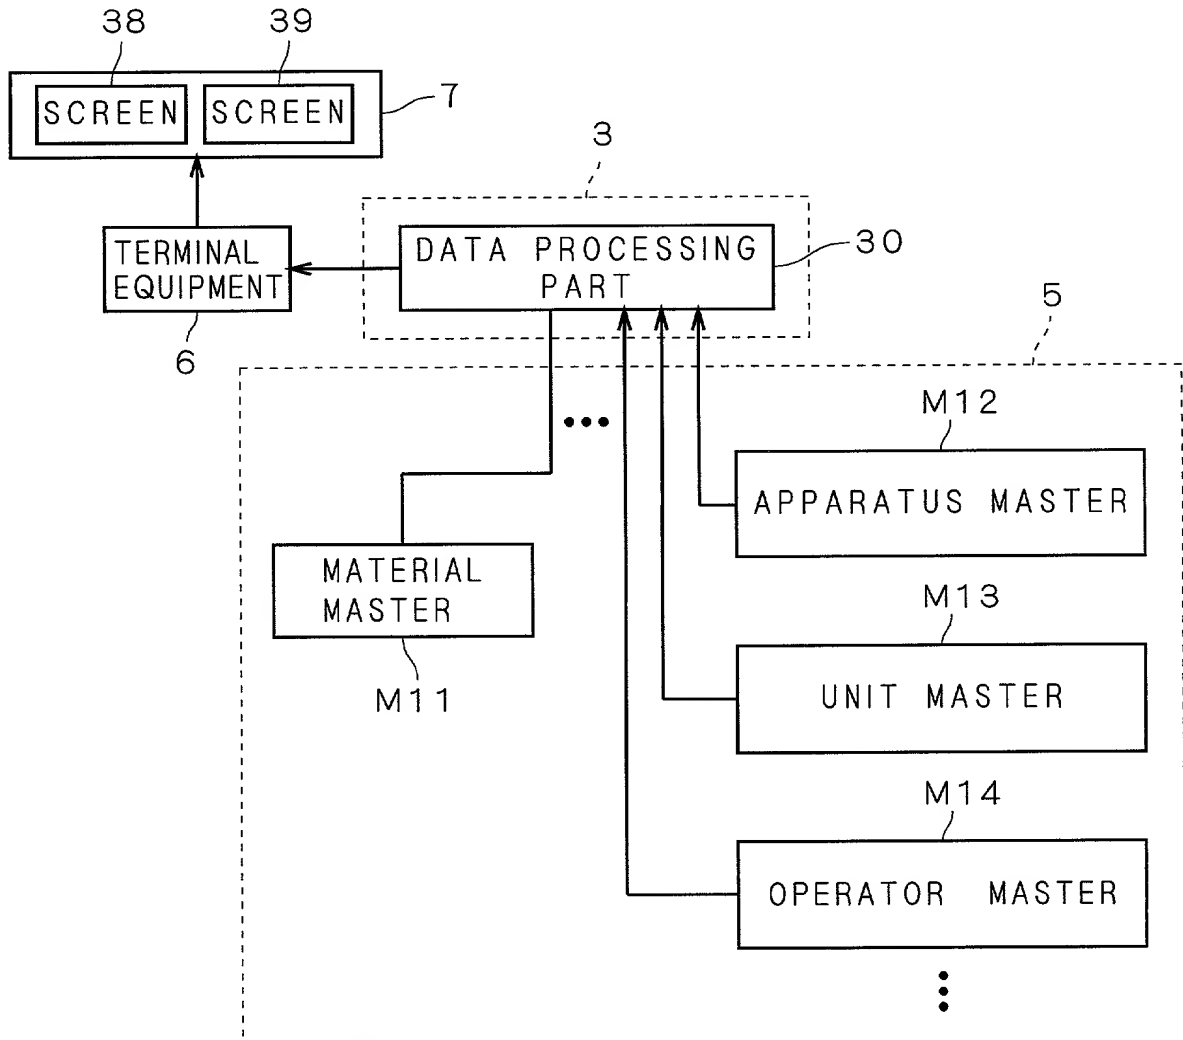 38
39
SCREEN
SCREEN
7
3
TERMINAL
EQUIPMENT
6
DATA PROCESSING
PART
30
5
M12
APPARATUS MASTER
MATERIAL
MASTER
M11
M13
UNIT MASTER
M14
OPERATOR MASTER